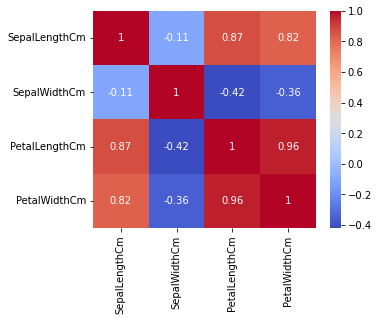 SepalLengthCm 1 -0.11 0.87 0.82
SepalWidthCm -0.11 1 -0.42 -0.36
PetalLengthCm 0.87 -0.42 1 0.96
PetalWidthCm 0.82 -0.36 0.96 1
SepalLengthCm
SepalWidthCm
PetalLengthCm
PetalWidthCm
1.0
0.8
0.6
0.4
0.2
0.0
−0.2
−0.4